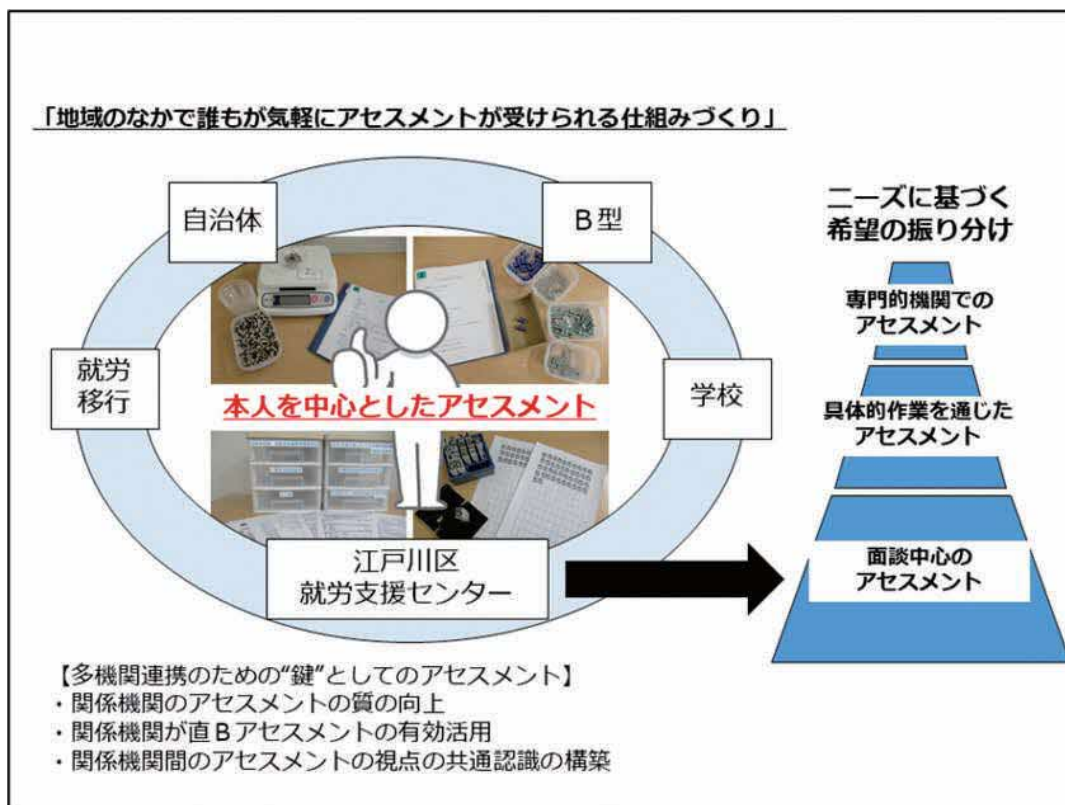 「地域のなかで誰もが気軽にアセスメントが受けられる仕組みづくり」
自治体
B型
就労
移行
学校
本人を中心としたアセスメント
江戸川区
就労支援センター
ニーズに基づく
希望の振り分け
専門的機関での
アセスメント
具体的作業を通じた
アセスメント
面談中心の
アセスメント
【多機関連携のための“鍵”としてのアセスメント】
・関係機関のアセスメントの質の向上
・関係機関が直Bアセスメントの有効活用
・関係機関間のアセスメントの視点の共通認識の構築